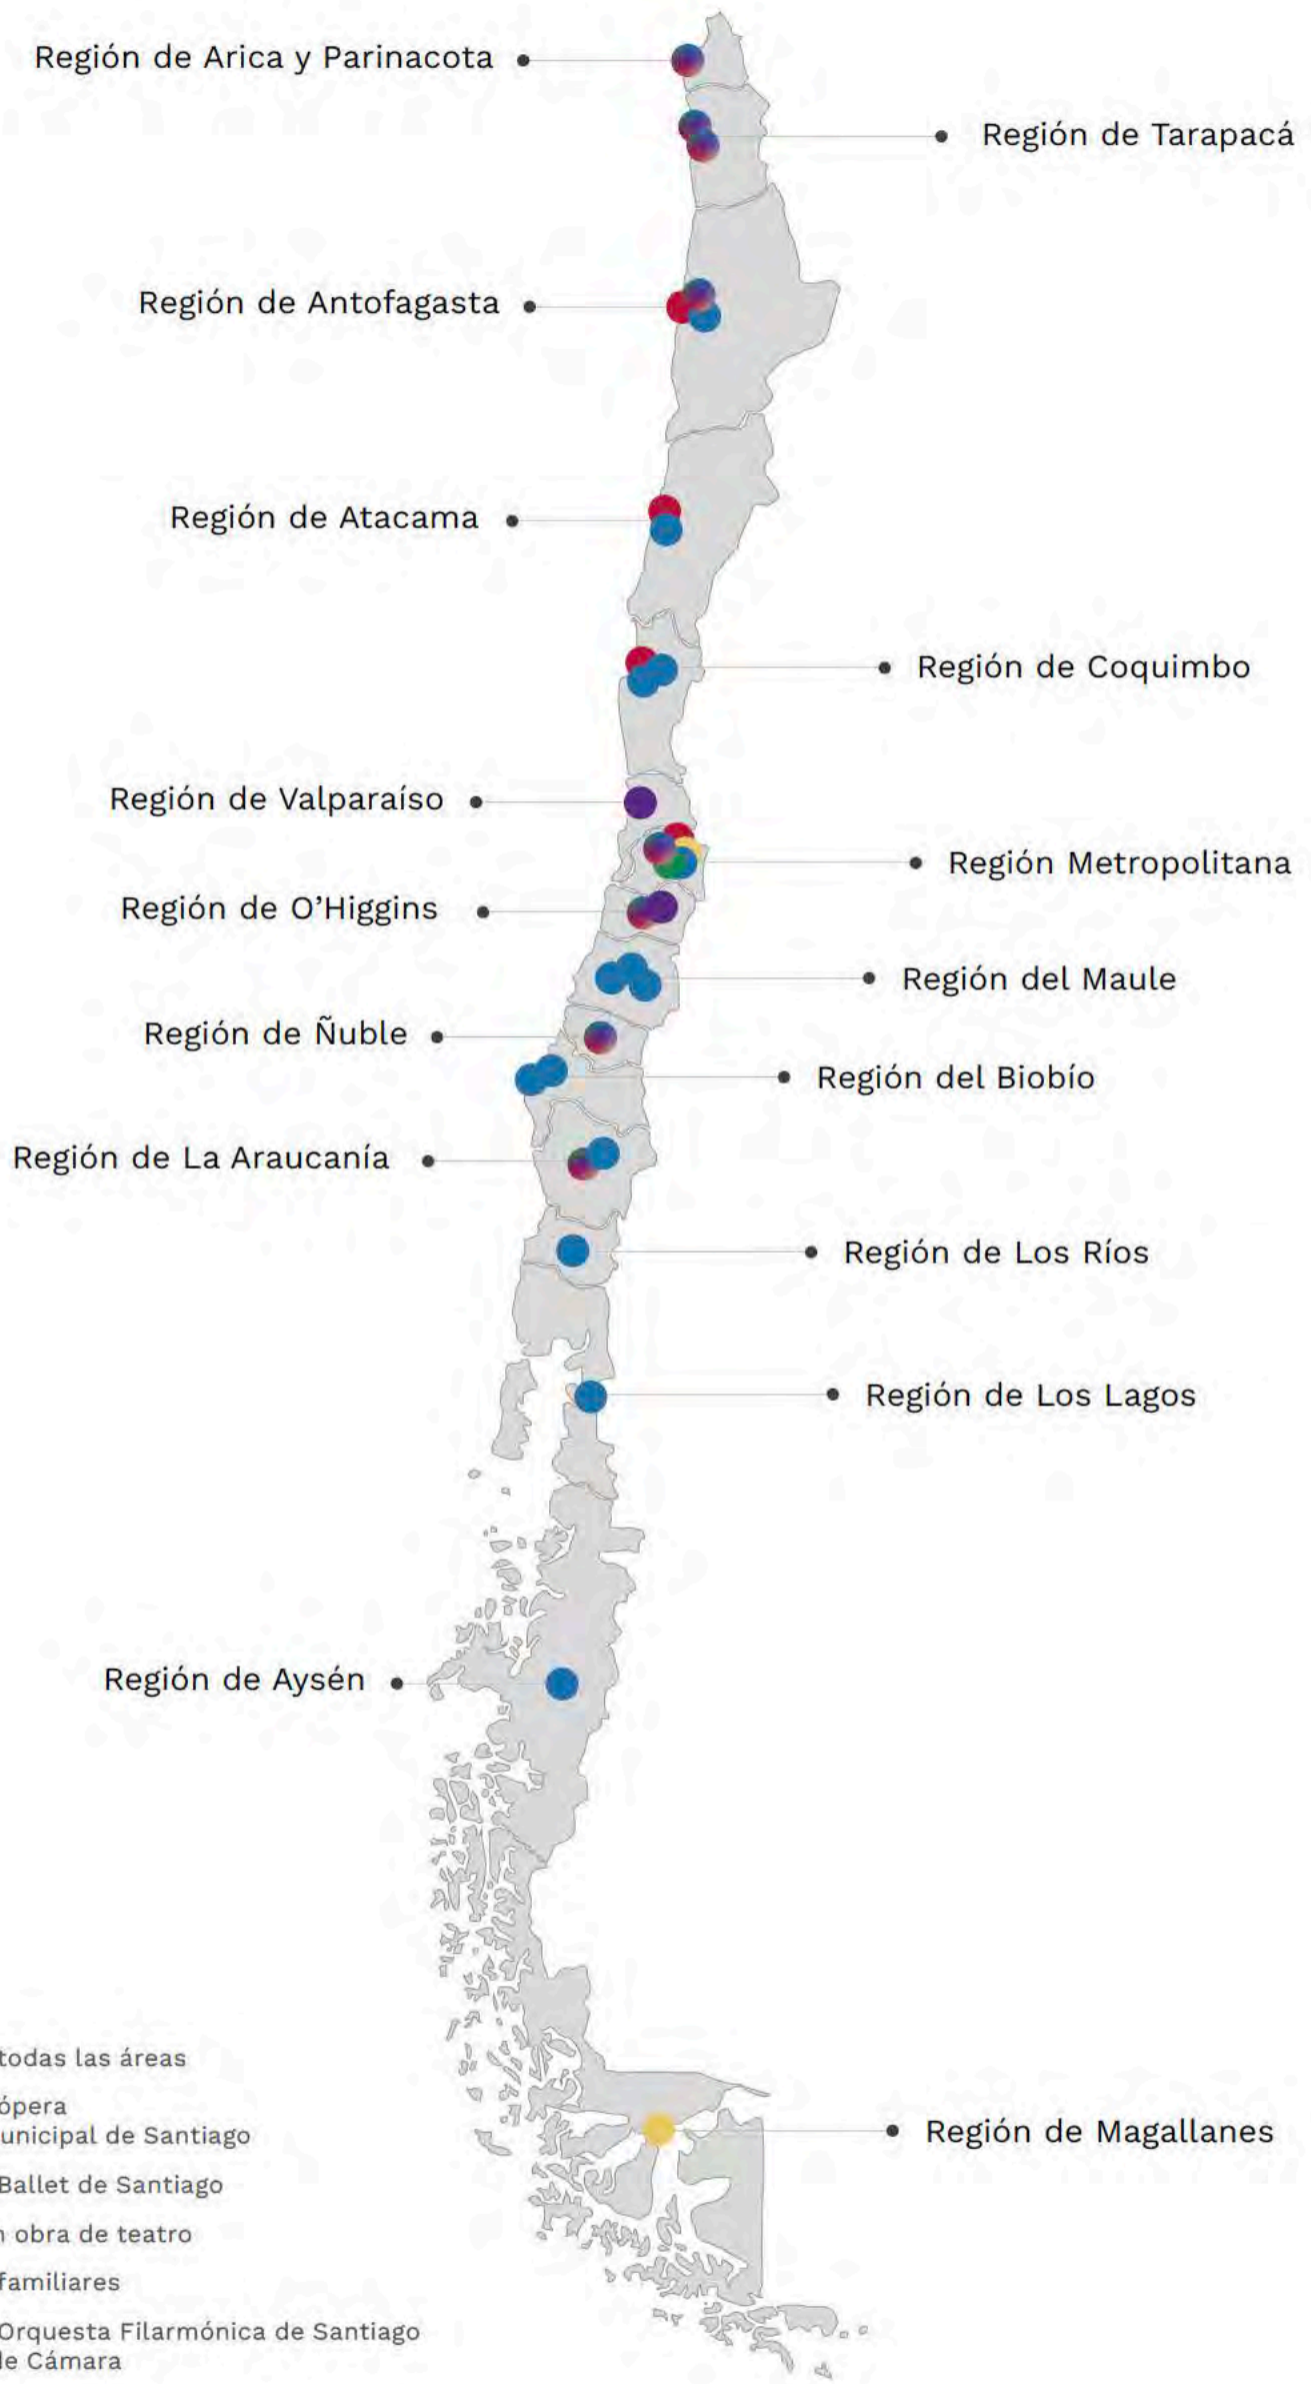 Región de Arica y Parinacota
Región de Tarapacá
Región de Antofagasta
Región de Atacama
Región de Coquimbo
Región de Valparaíso
Región Metropolitana
Región de O’Higgins
Región del Maule
Región de Ñuble
Región del Biobío
Región de La Araucanía
Región de Los Ríos
Región de Los Lagos
Región de Aysén
Región de Magallanes
todas las áreas
ópera
unicipal de Santiago
Ballet de Santiago
obra de teatro
familiares
Orquesta Filarmónica de Santiago
de Cámara